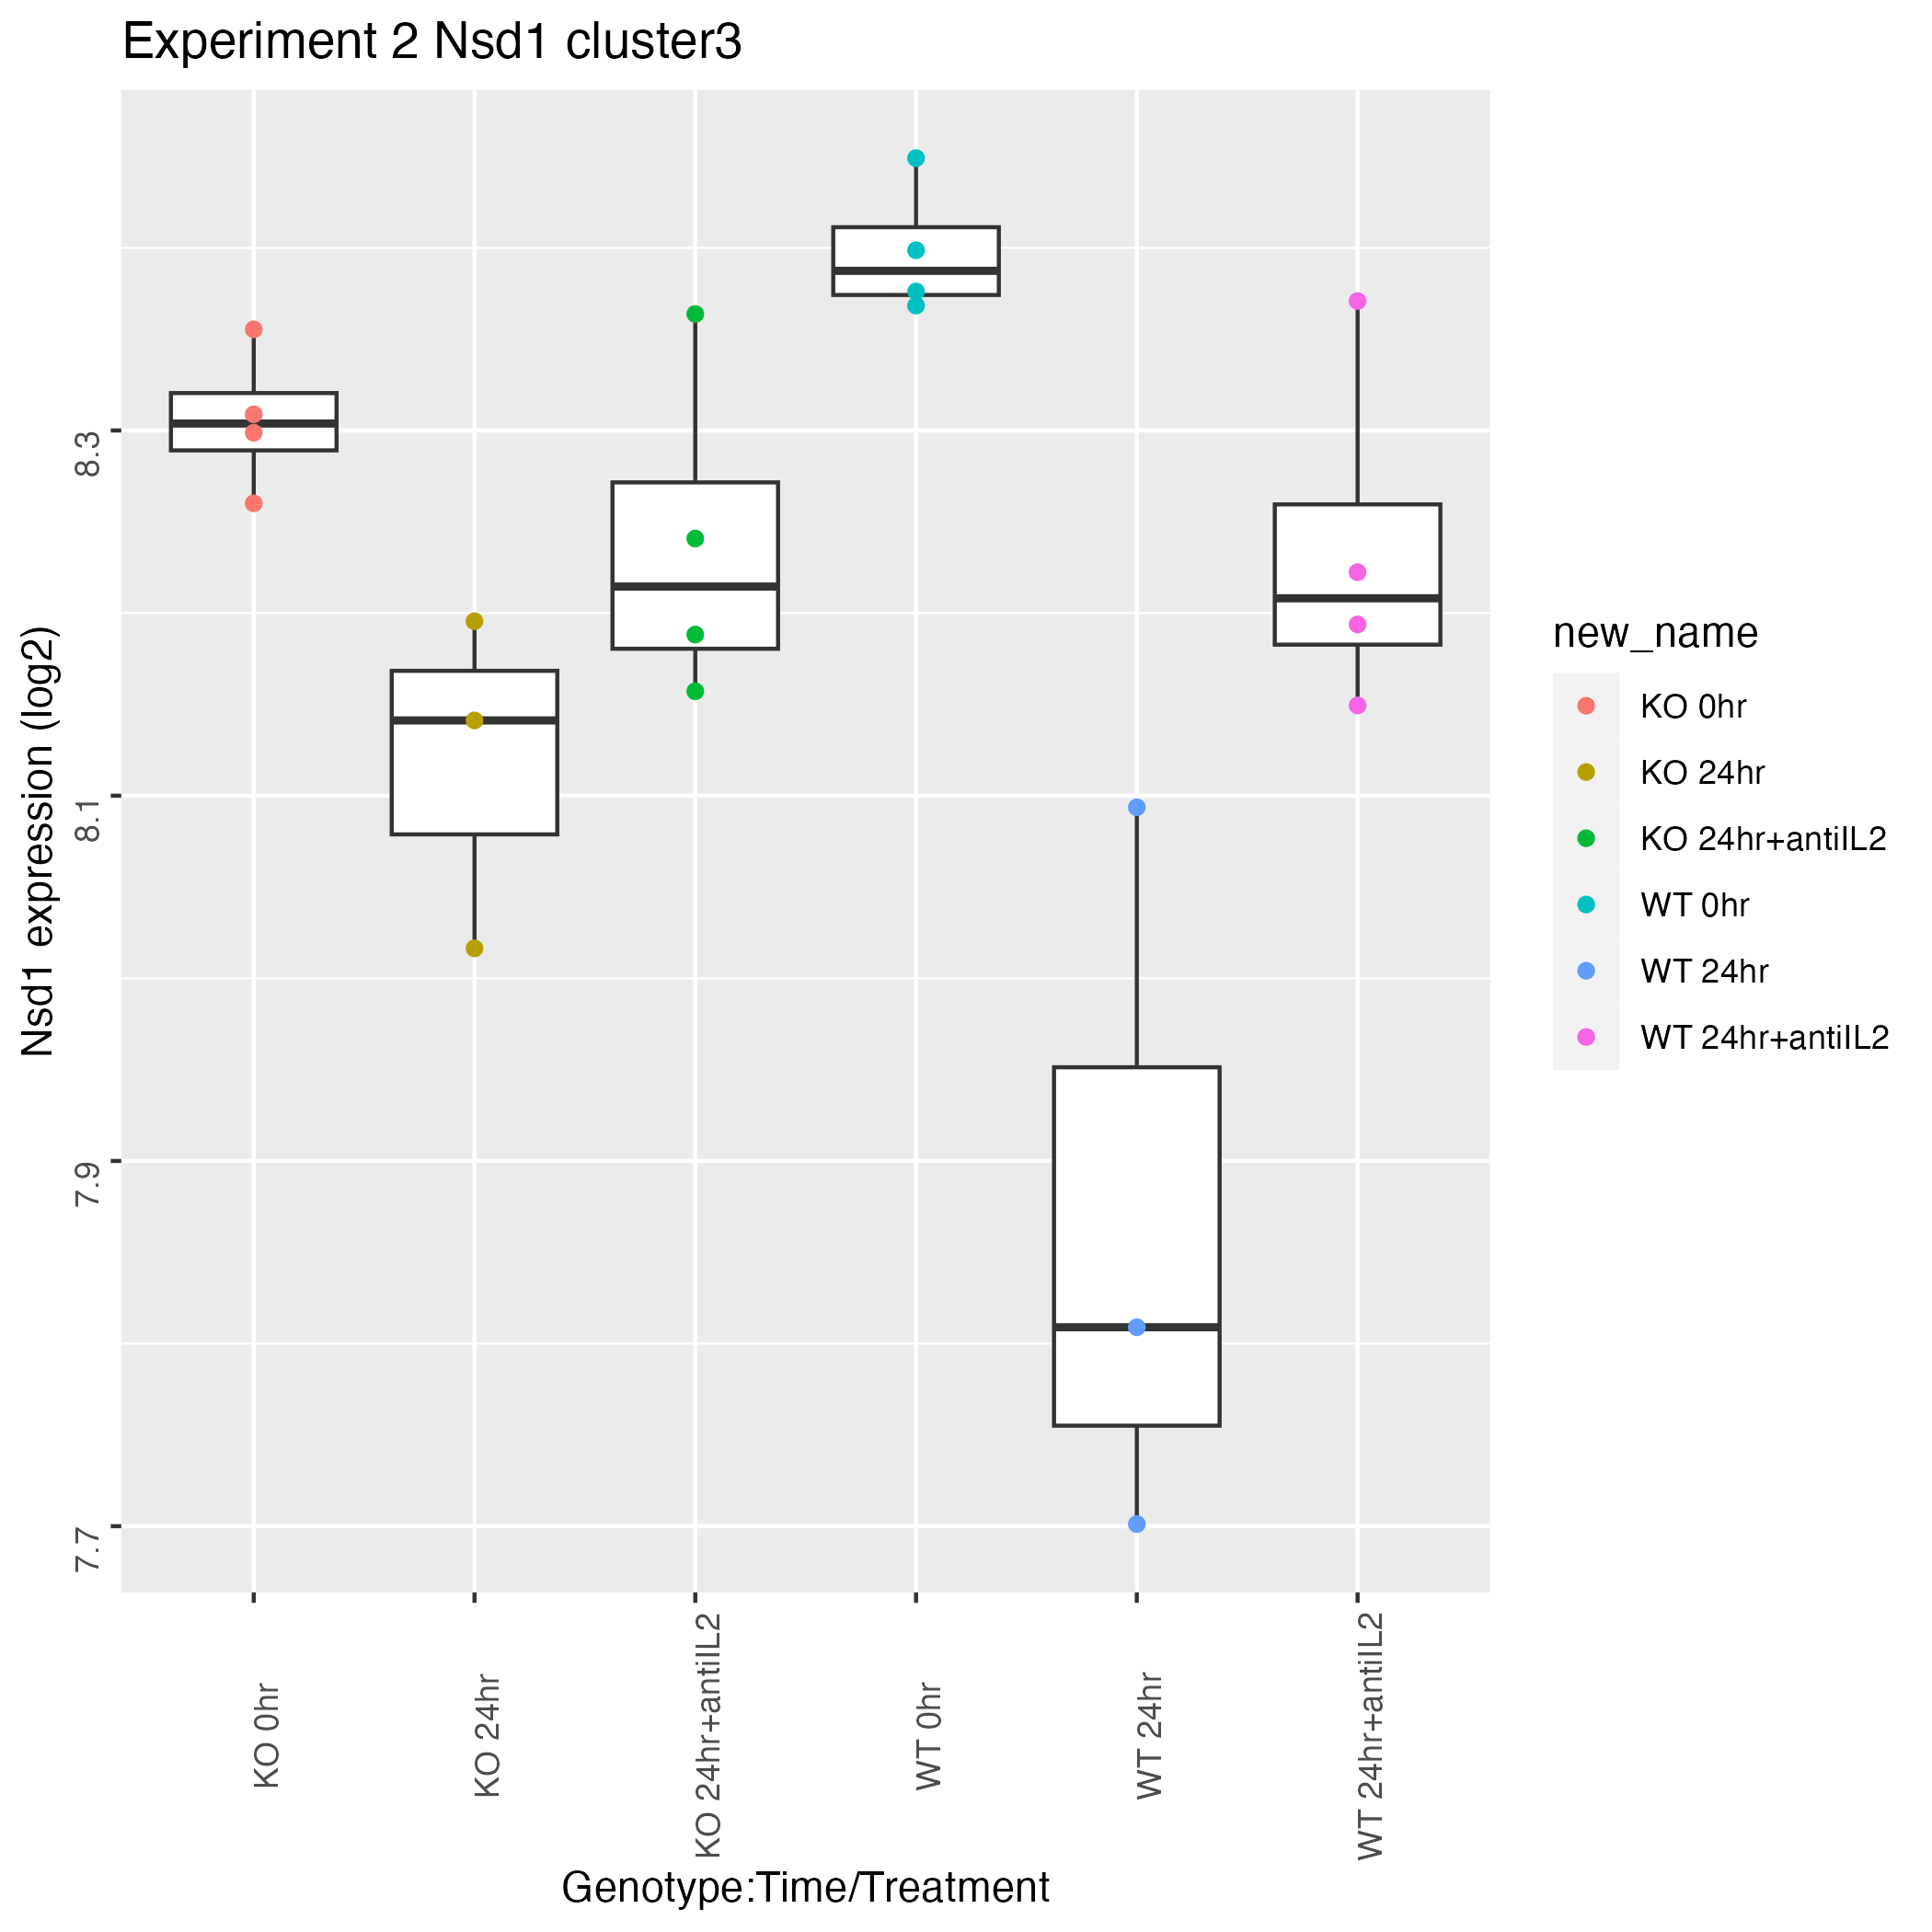 Experiment 2 Nsd1 cluster3
Nsd1 expression (log2)
8.3
8.1
7.9
7.7
KO 0hr
KO 24hr
KO 24hr+antiIL2
WT 0hr
WT 24hr
WT 24hr+antiIL2
Genotype:Time/Treatment
new_name
KO 0hr
KO 24hr
KO 24hr+antiIL2
WT 0hr
WT 24hr
WT 24hr+antiIL2